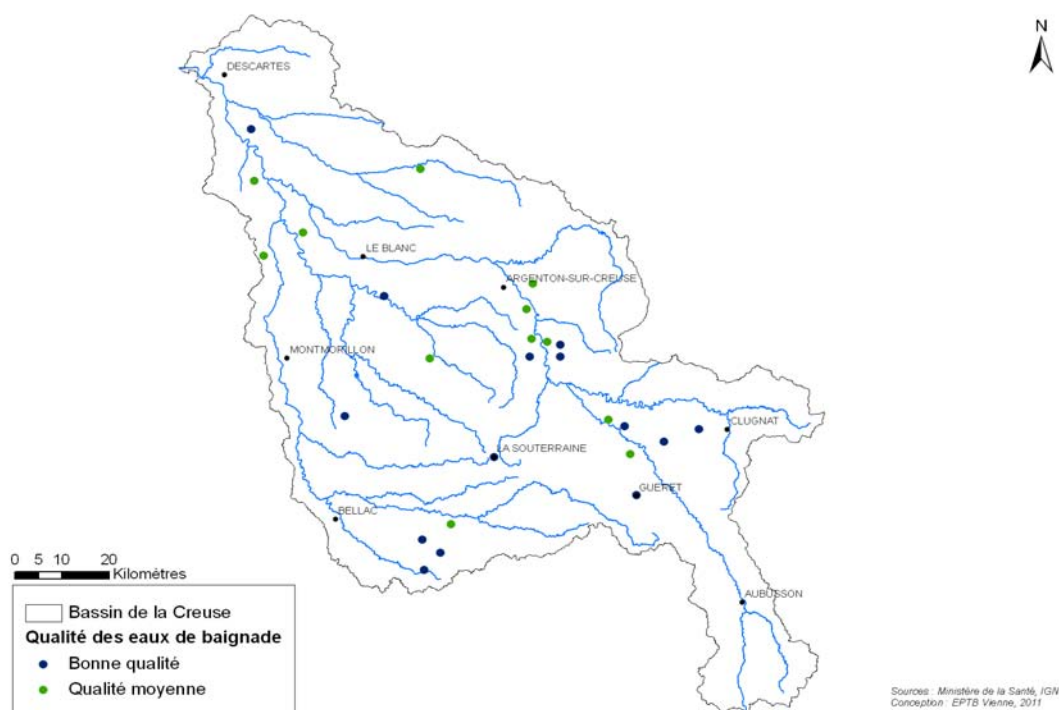 N
DESCARTES
LE BLANC
ARGENTON-SUR-CREUSE
MONTMORILLON
CLUGNAT
LA SOUTERRAINE
GUERET
BELLAC
0 5 10 20
Kilométres
AUBUSSON
Bassin de la Creuse
Qualité des eaux de baignade
Bonne qualité
Qualité moyenne
Sources : Ministére de la Santé, IGN
Conception : EPTB Vienne, 2011